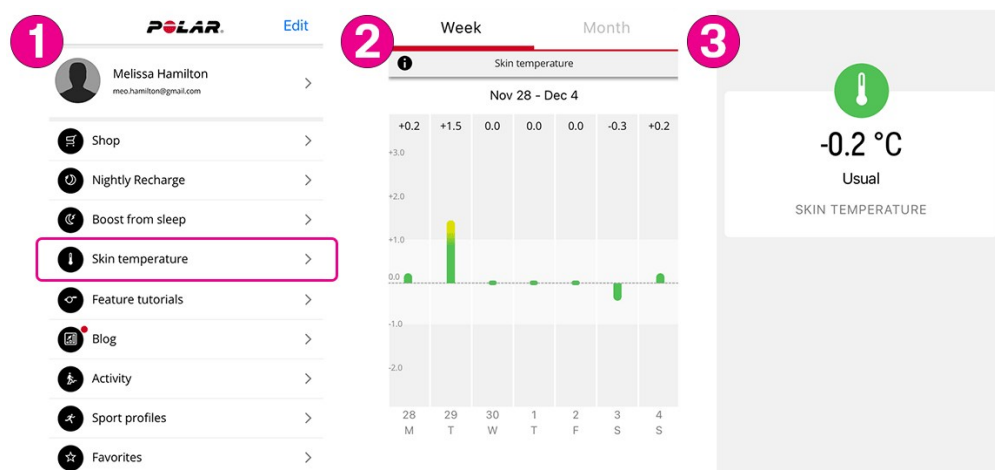 1
POLAR.
Edit
Melissa Hamilton
meo.hamilton@gmail.com
Shop
Nightly Recharge
Boost from sleep
Skin temperature
Feature tutorials
Blog
Activity
Sport profiles
Favorites
2
Week Month
Skin temperature
Nov 28 - Dec 4
+0.2 +1.5 0.0 0.0 0.0 -0.3 +0.2
+3.0
+2.0
+1.0
0.0
-1.0
-2.0
28 29 30 1 2 3 4
M T W T F S S
3
-0.2 °C
Usual
SKIN TEMPERATURE